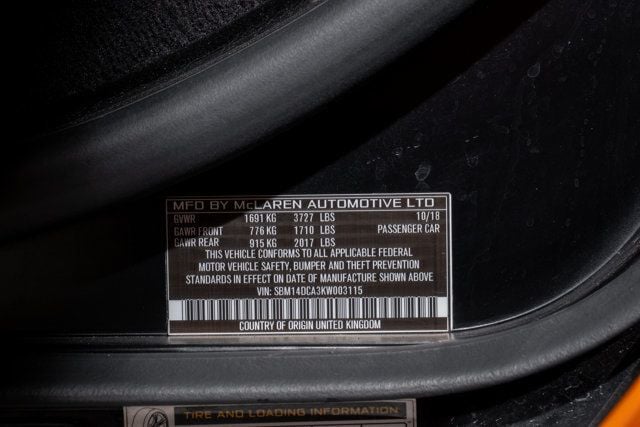 MFD BY McLAREN AUTOMOTIVE LTD
GVWR 1691 KG 3727 LBS 10/18
GAWR FRONT 776 KG 1710 LBS PASSENGER CAR
GAWR REAR 915 KG 2017 LBS
THIS VEHICLE CONFORMS TO ALL APPLICABLE FEDERAL
MOTOR VEHICLE SAFETY, BUMPER AND THEFT PREVENTION
STANDARDS IN EFFECT ON DATE OF MANUFACTURE SHOWN ABOVE
VIN: SBM14DCA3KW003115
COUNTRY OF ORIGIN UNITED KINGDOM
TIRE AND LOADING INFORMATION